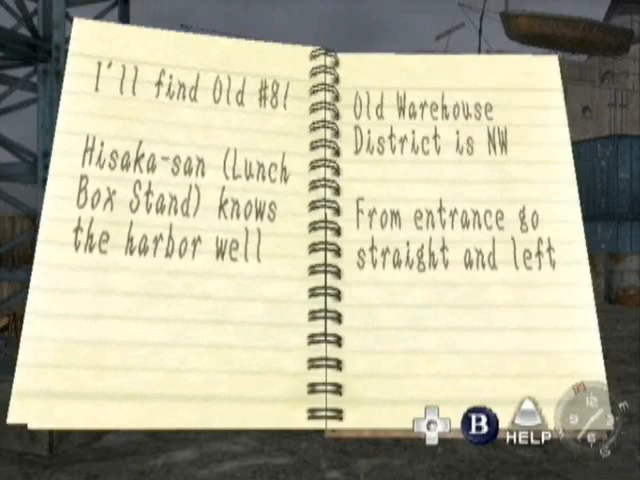 I'll find Old #8!
Hisaka-san (Lunch
Box Stand) knows
the harbor well
Old Warehouse
District is NW
From entrance go
straight and left
B
HELP